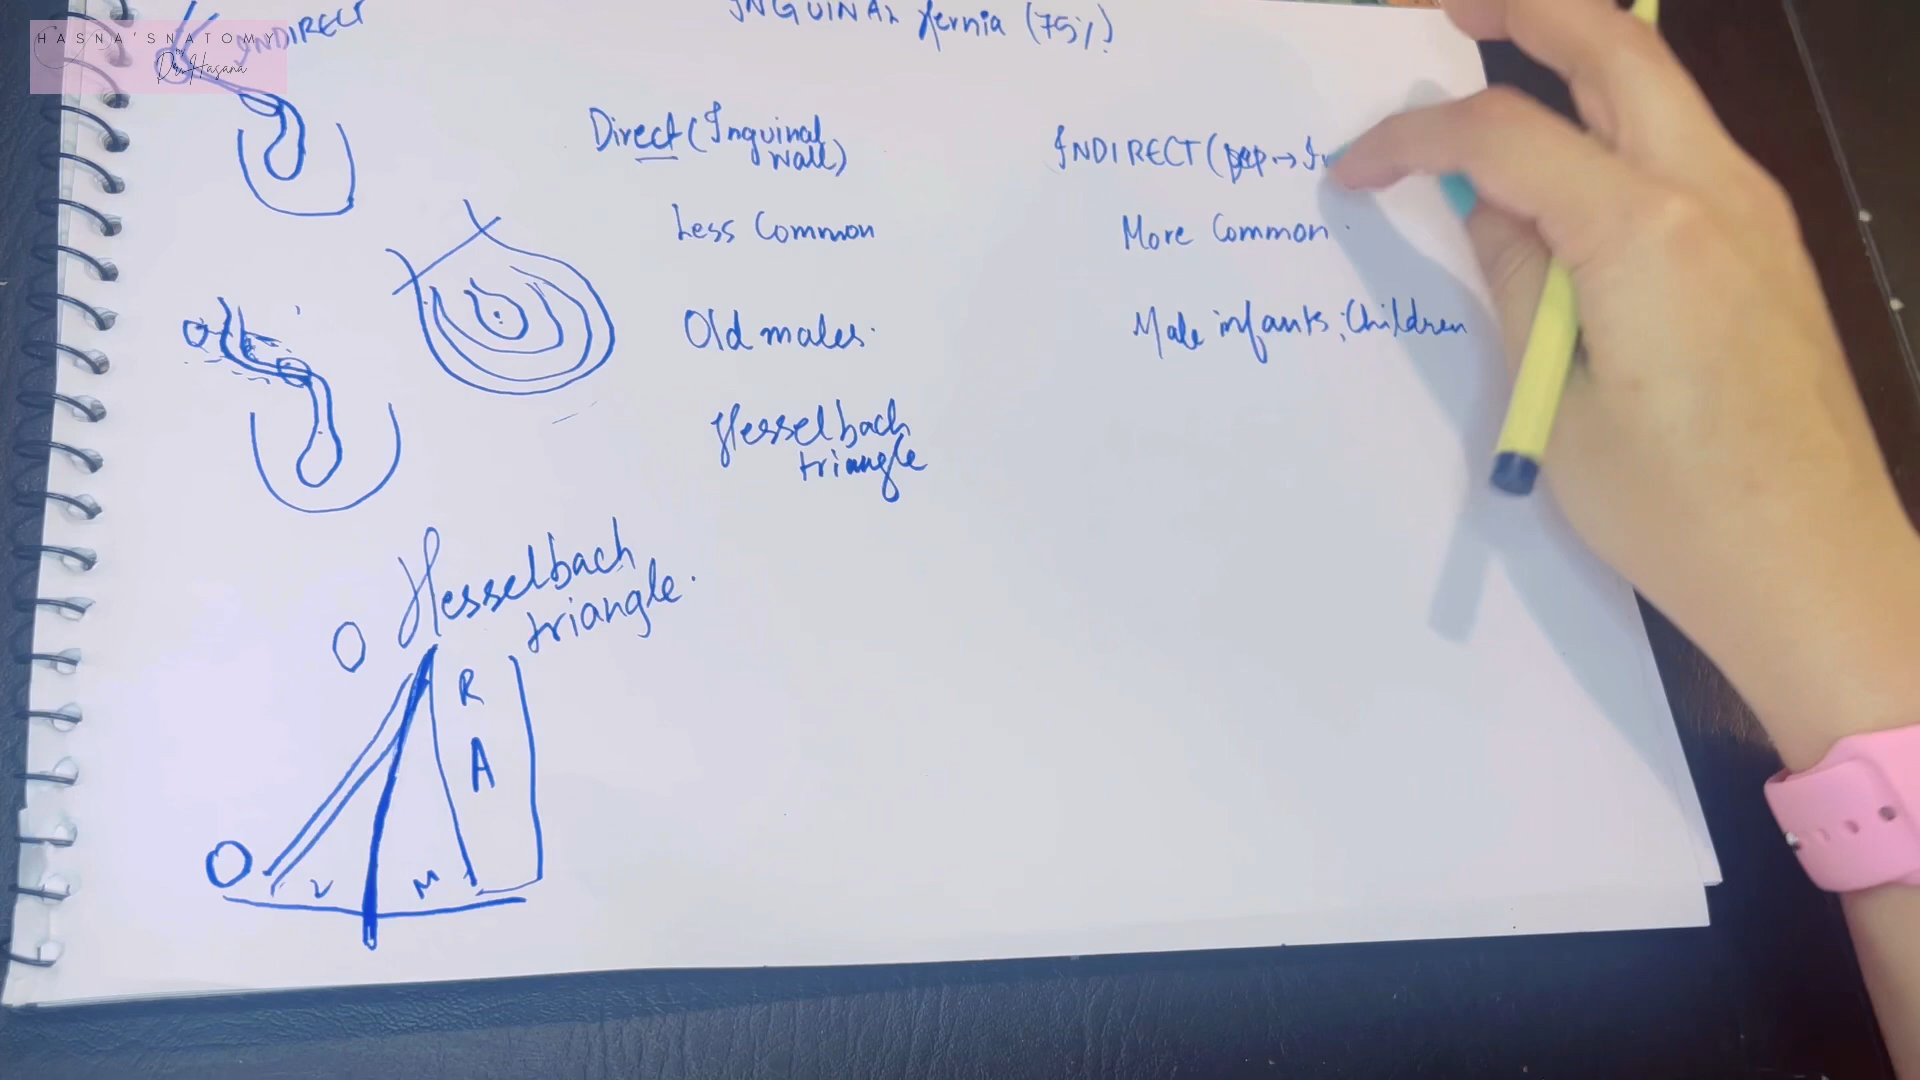 HASNA'SNATOMY
by
Dr. Hasana
INDIRECT
INGUINAL Hernia (75%)
Direct (Inguinal
wall)
INDIRECT (
Less Common
More Common.
Old males.
Male infants; Children
Hesselbach
triangle
Hesselbach
triangle.
R
A
L
M